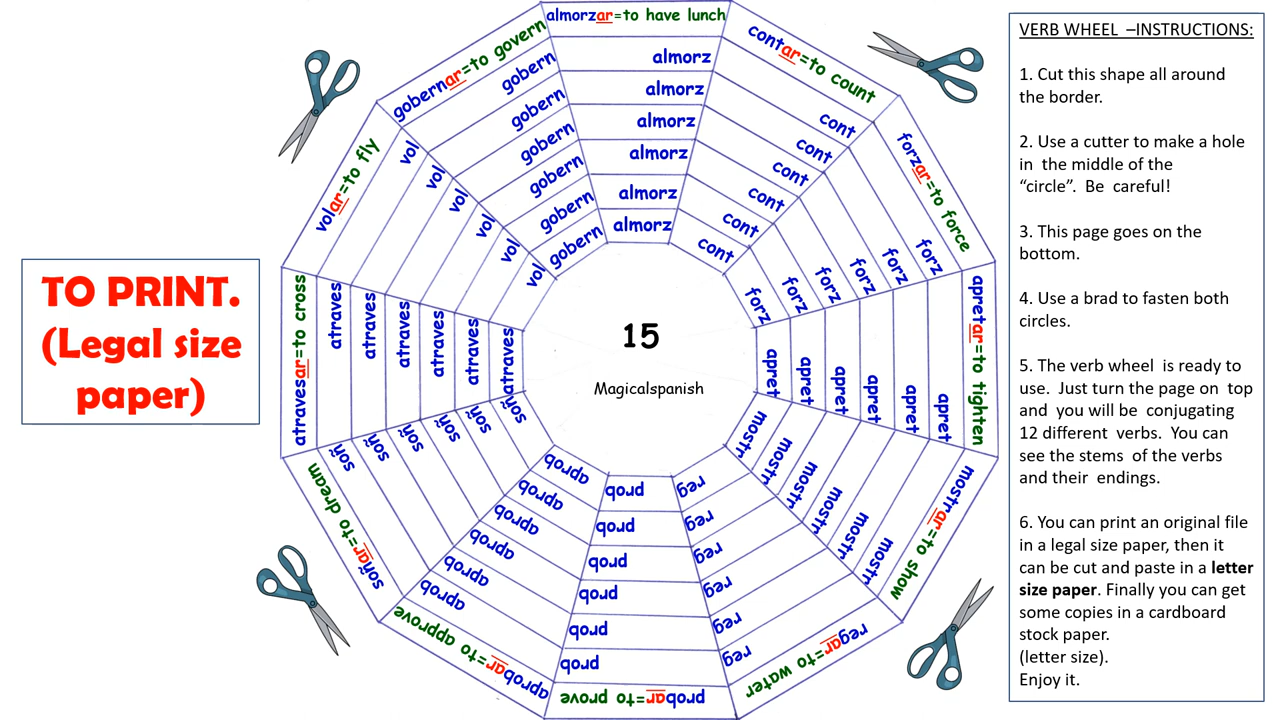 TO PRINT.
(Legal size
paper)
almorzar=to have lunch
almorz
almorz
almorz
almorz
almorz
almorz
contar=to count
cont
cont
cont
cont
cont
cont
forzar=to force
forz
forz
forz
forz
forz
forz
apretar=to tighten
apret
apret
apret
apret
apret
apret
mostrar=to show
mostr
mostr
mostr
mostr
mostr
mostr
regar=to water
reg
reg
reg
reg
reg
reg
probar=to prove
prob
prob
prob
prob
prob
prob
aprobar=to approve
aprob
aprob
aprob
aprob
aprob
aprob
soñar=to dream
soñ
soñ
soñ
soñ
soñ
soñ
atravesar=to cross
atraves
atraves
atraves
atraves
atraves
atraves
volar=to fly
vol
vol
vol
vol
vol
vol
gobernar=to govern
gobern
gobern
gobern
gobern
gobern
gobern
15
Magicalspanish
VERB WHEEL –INSTRUCTIONS:
1. Cut this shape all around
the border.
2. Use a cutter to make a hole
in the middle of the
“circle”. Be careful!
3. This page goes on the
bottom.
4. Use a brad to fasten both
circles.
5. The verb wheel is ready to
use. Just turn the page on top
and you will be conjugating
12 different verbs. You can
see the stems of the verbs
and their endings.
6. You can print an original file
in a legal size paper, then it
can be cut and paste in a letter
size paper. Finally you can get
some copies in a cardboard
stock paper.
(letter size).
Enjoy it.